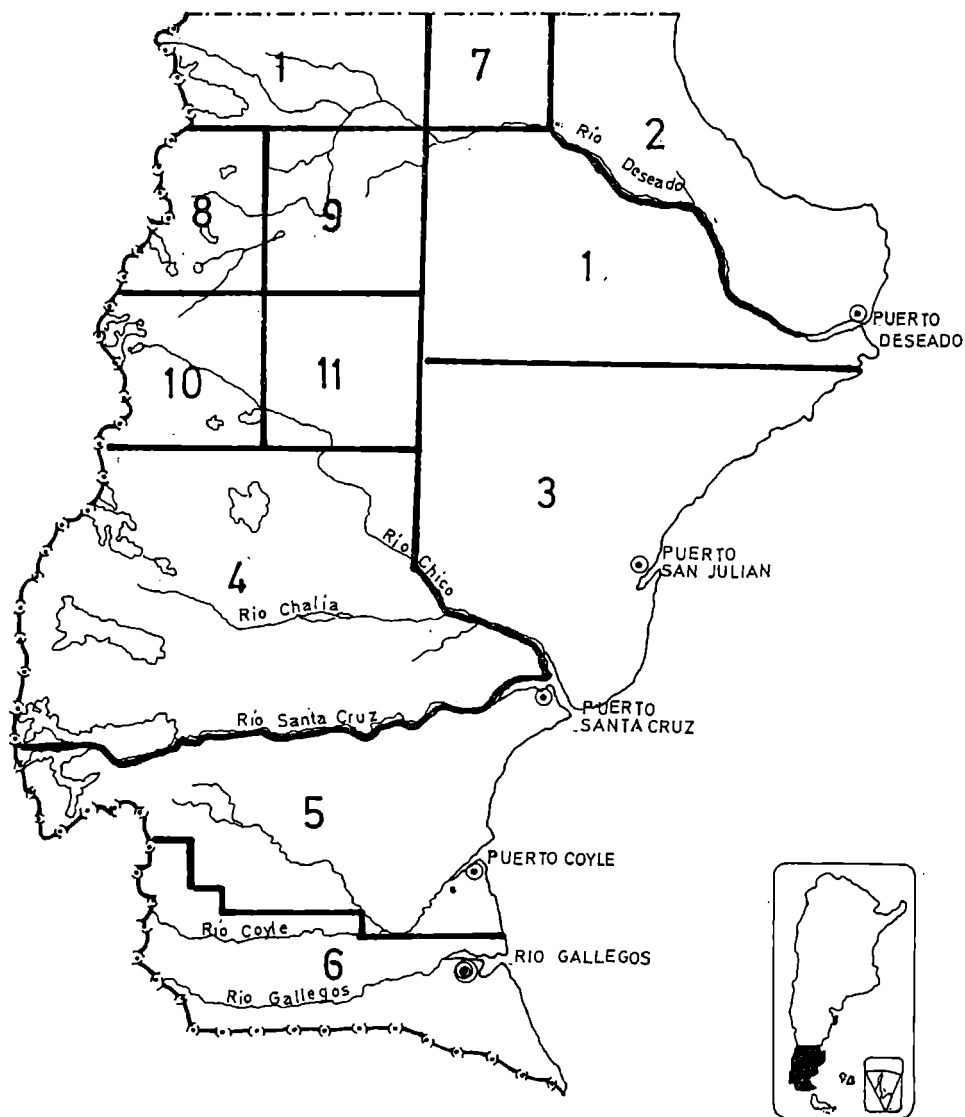 1
7
2
Río
Deseado
8
9
1
PUERTO
DESEADO
10
11
3
Río
Chico
PUERTO
SAN JULIAN
4
Río Chalia
Río Santa Cruz
PUERTO
SANTA CRUZ
5
PUERTO COYLE
Río Coyle
6
RIO GALLEGOS
Río Gallegos